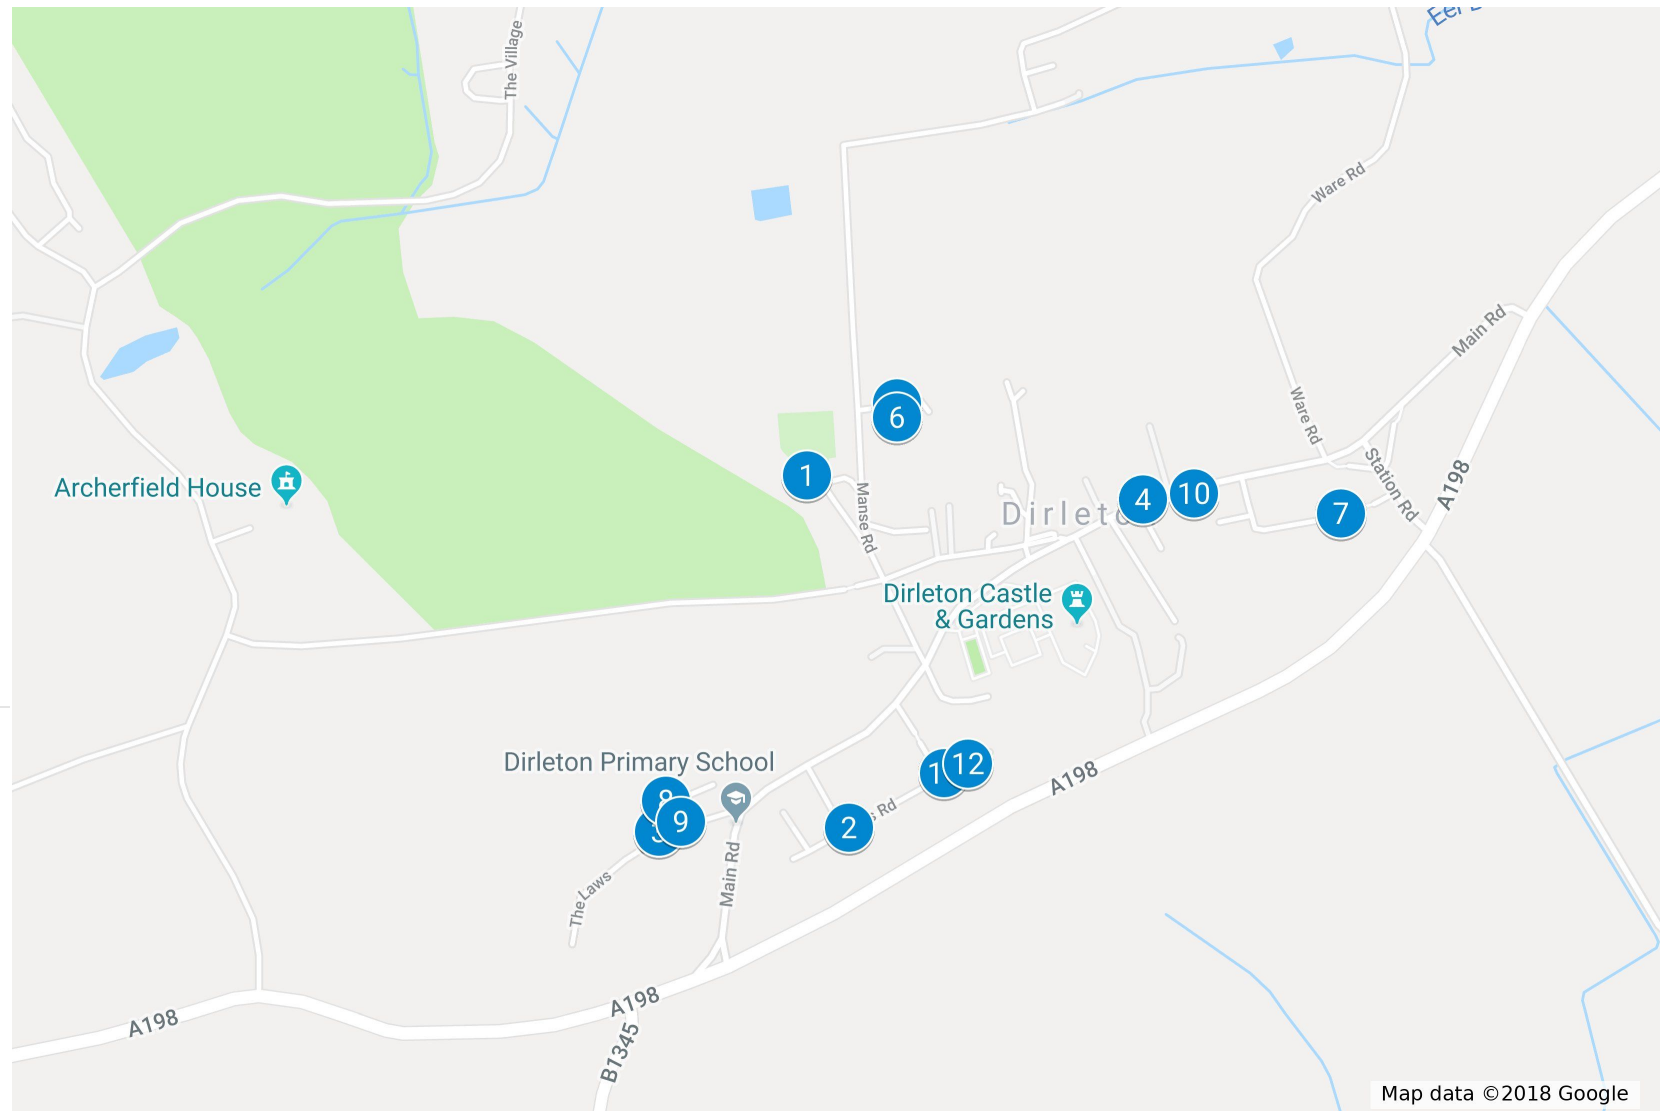 The Village
Ware Rd
Main Rd
Ware Rd
6
1
Archerfield House
Manse Rd
Station Rd
A198
4
10
7
Dirleton Castle
& Gardens
Dirleton Primary School
12
A198
8
9
2
Rd
Main Rd
The Laws
A198
A198
B1345
Map data ©2018 Google